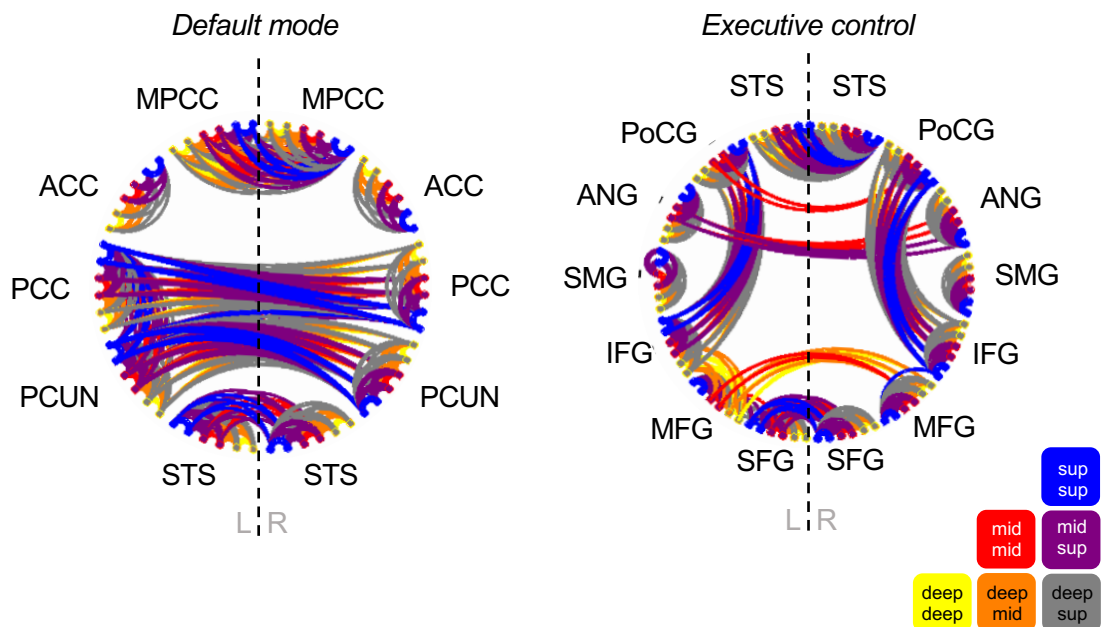 Default mode
MPCC MPCC
ACC ACC
PCC PCC
PCUN PCUN
STS STS
L R
Executive control
STS STS
PoCG PoCG
ANG ANG
SMG SMG
IFG IFG
MFG MFG
SFG SFG
L R
sup
sup
mid
mid
mid
sup
deep
deep
deep
mid
deep
sup